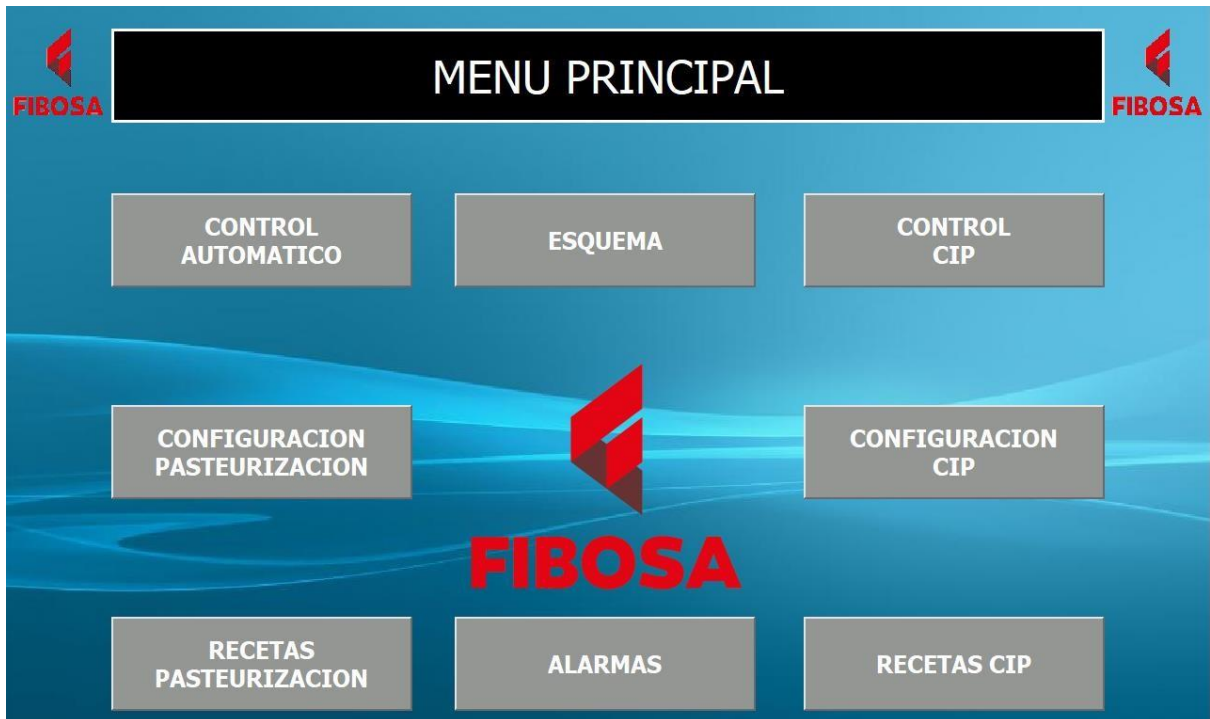 FIBOSA
MENU PRINCIPAL
FIBOSA
CONTROL
AUTOMATICO
ESQUEMA
CONTROL
CIP
CONFIGURACION
PASTEURIZACION
CONFIGURACION
CIP
FIBOSA
RECETAS
PASTEURIZACION
ALARMAS
RECETAS CIP